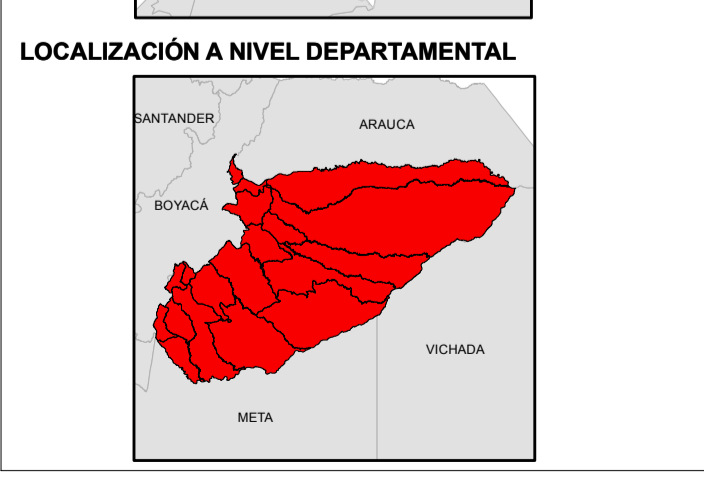 LOCALIZACIÓN A NIVEL DEPARTAMENTAL
SANTANDER
ARAUCA
BOYACÁ
VICHADA
META